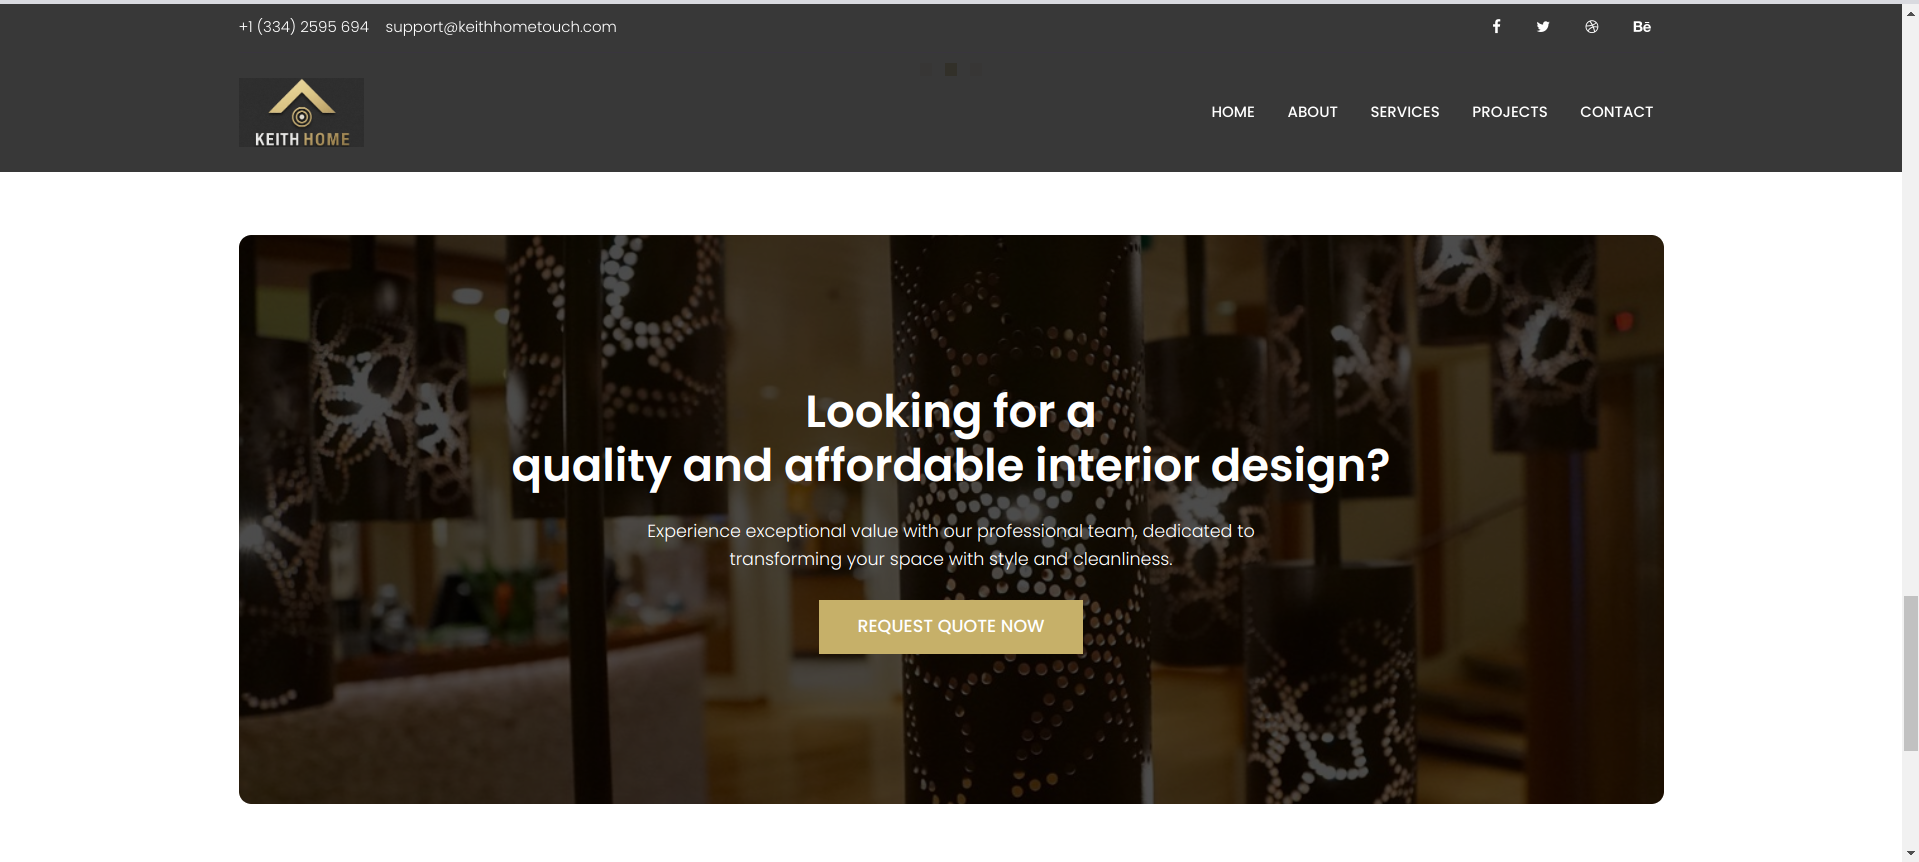 +1 (334) 2595 694 support@keithhometouch.com Bē
KEITH HOME
HOME ABOUT SERVICES PROJECTS CONTACT
Looking for a
quality and affordable interior design?
Experience exceptional value with our professional team, dedicated to
transforming your space with style and cleanliness.
REQUEST QUOTE NOW